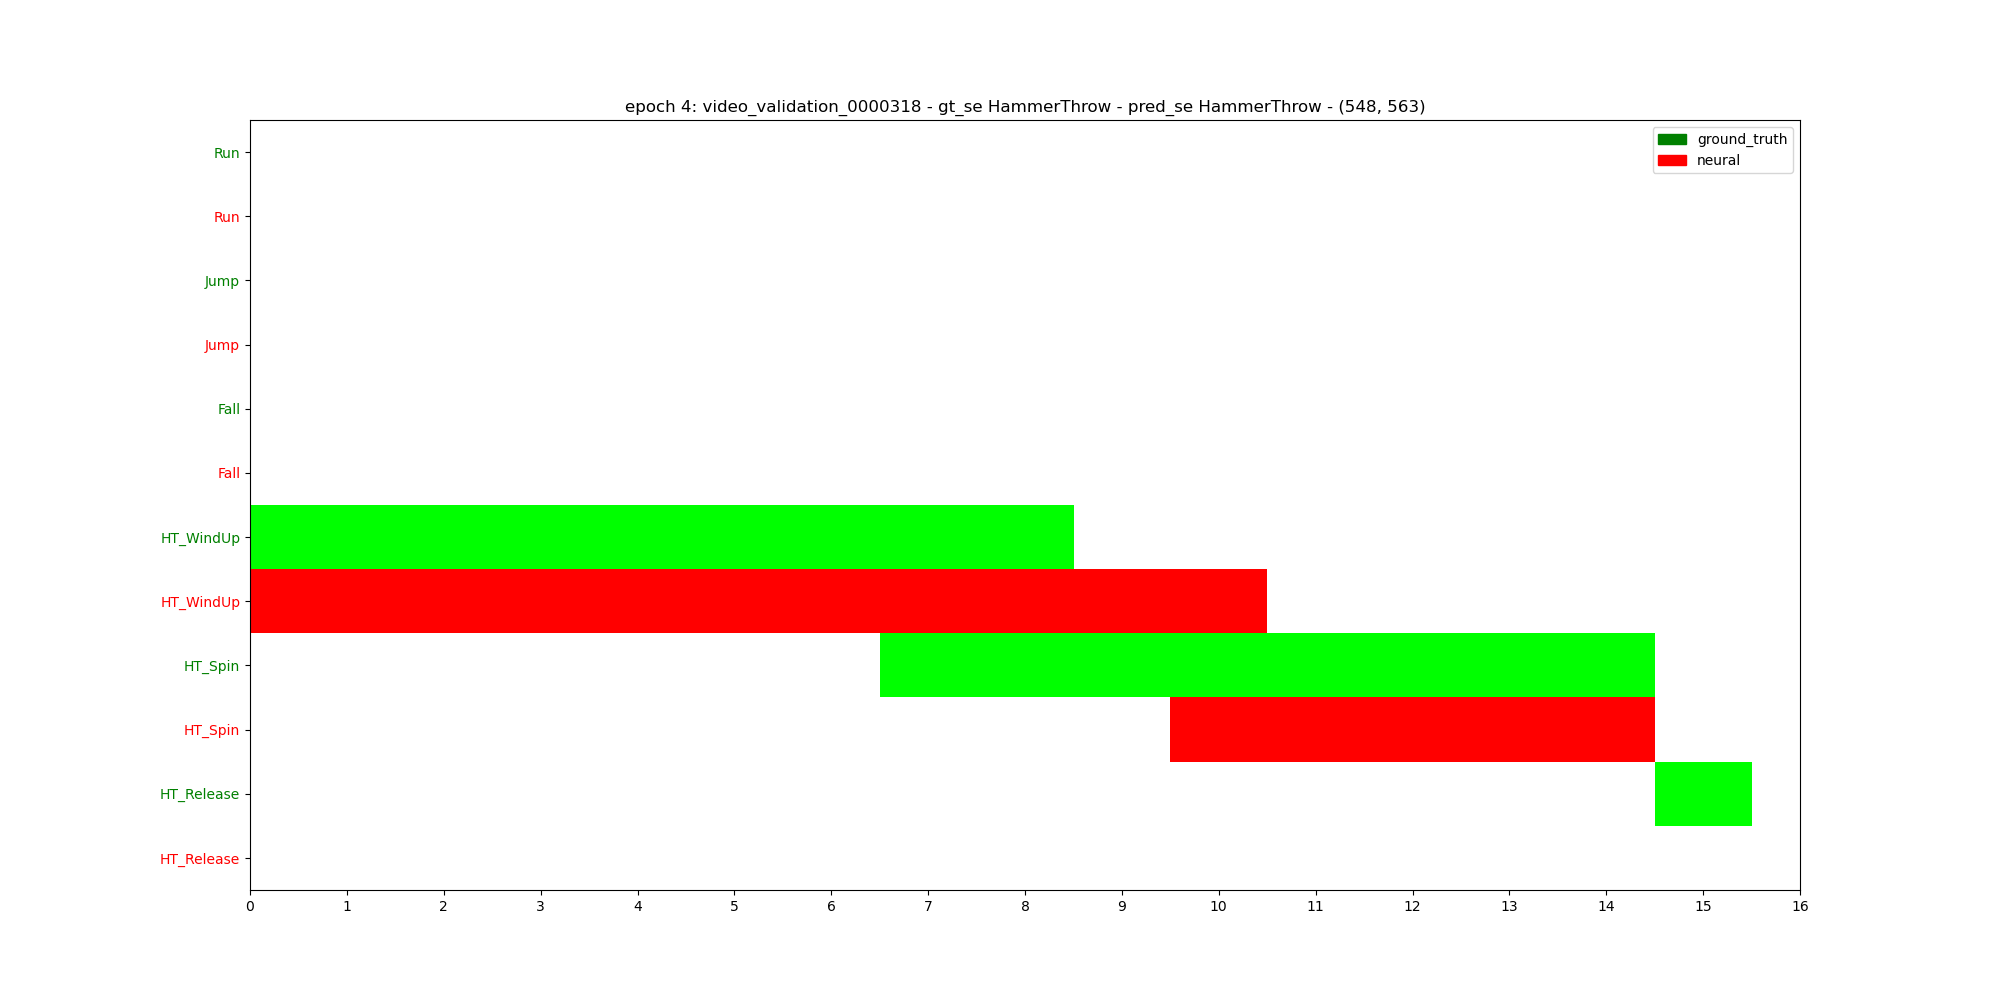 epoch 4: video_validation_0000318 - gt_se HammerThrow - pred_se HammerThrow - (548, 563)
ground_truth
neural
Run
Run
Jump
Jump
Fall
Fall
HT_WindUp
HT_WindUp
HT_Spin
HT_Spin
HT_Release
HT_Release
0 1 2 3 4 5 6 7 8 9 10 11 12 13 14 15 16